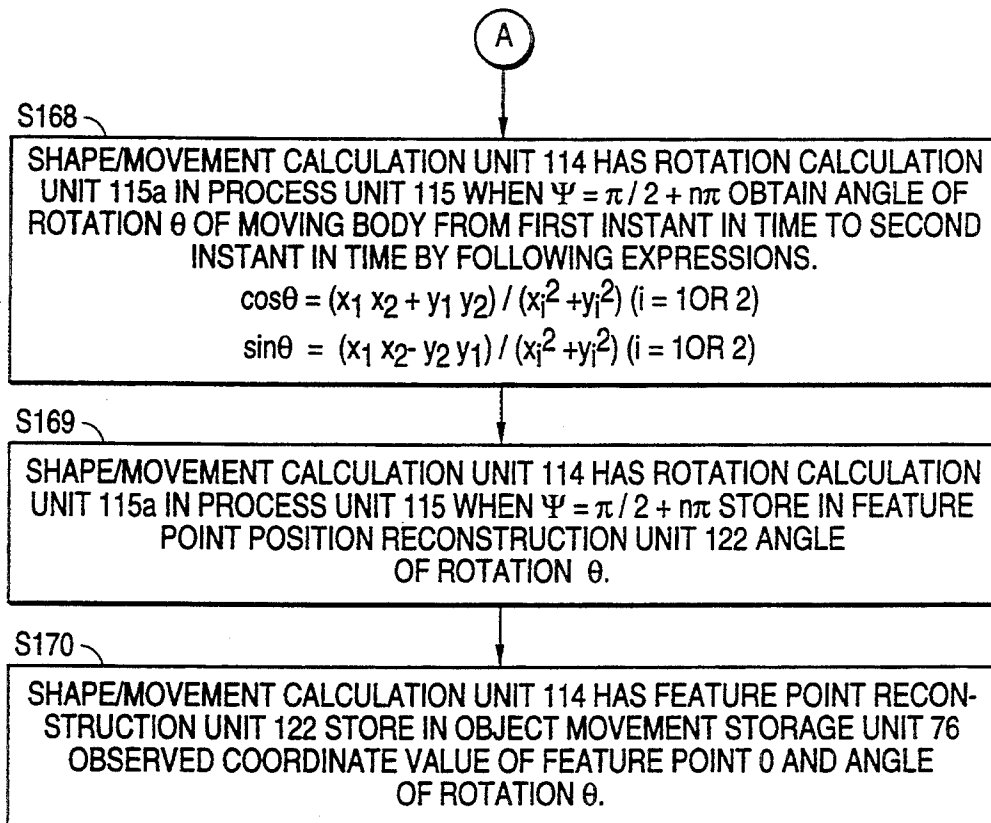 A
S168
SHAPE/MOVEMENT CALCULATION UNIT 114 HAS ROTATION CALCULATION
UNIT 115a IN PROCESS UNIT 115 WHEN Ψ = π / 2 + nπ OBTAIN ANGLE OF
ROTATION θ OF MOVING BODY FROM FIRST INSTANT IN TIME TO SECOND
INSTANT IN TIME BY FOLLOWING EXPRESSIONS.
cosθ = (x₁ x₂ + y₁ y₂) / (xᵢ² +yᵢ²) (i = 1OR 2)
sinθ = (x₁ x₂- y₂ y₁) / (xᵢ² +yᵢ²) (i = 1OR 2)
S169
SHAPE/MOVEMENT CALCULATION UNIT 114 HAS ROTATION CALCULATION
UNIT 115a IN PROCESS UNIT 115 WHEN Ψ = π / 2 + nπ STORE IN FEATURE
POINT POSITION RECONSTRUCTION UNIT 122 ANGLE
OF ROTATION θ.
S170
SHAPE/MOVEMENT CALCULATION UNIT 114 HAS FEATURE POINT RECON-
STRUCTION UNIT 122 STORE IN OBJECT MOVEMENT STORAGE UNIT 76
OBSERVED COORDINATE VALUE OF FEATURE POINT 0 AND ANGLE
OF ROTATION θ.